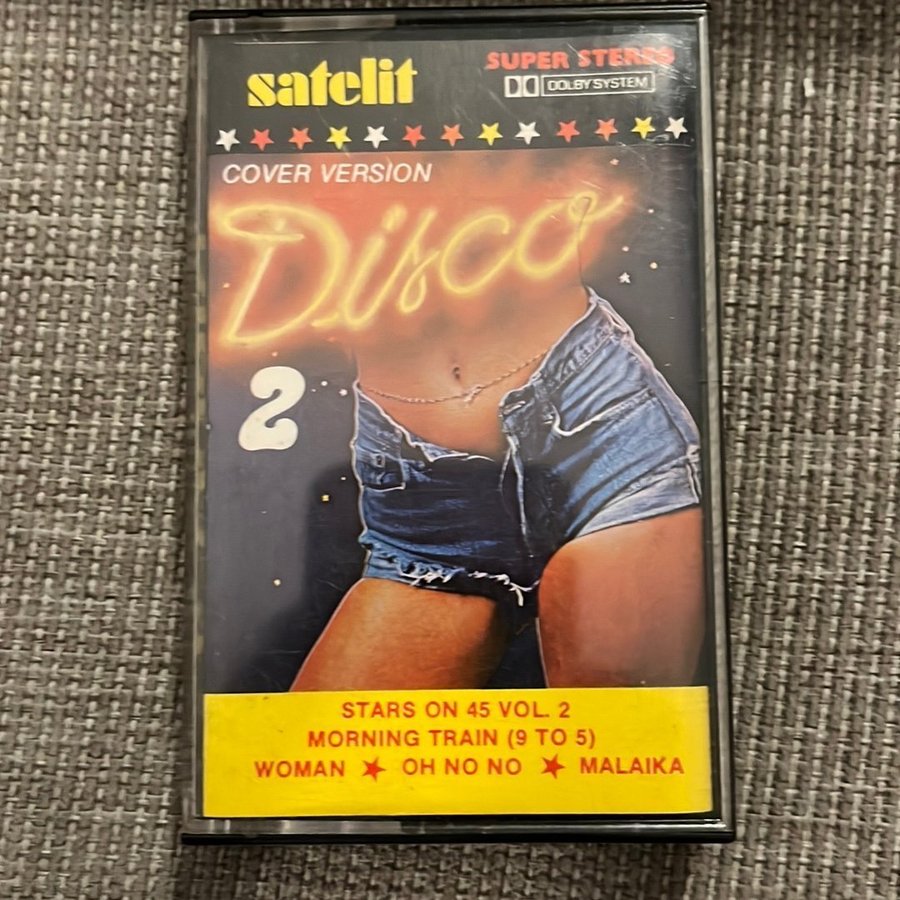 satelit
SUPER STEREO
DOLBY SYSTEM
COVER VERSION
Disco
2
STARS ON 45 VOL. 2
MORNING TRAIN (9 TO 5)
WOMAN ★ OH NO NO ★ MALAIKA